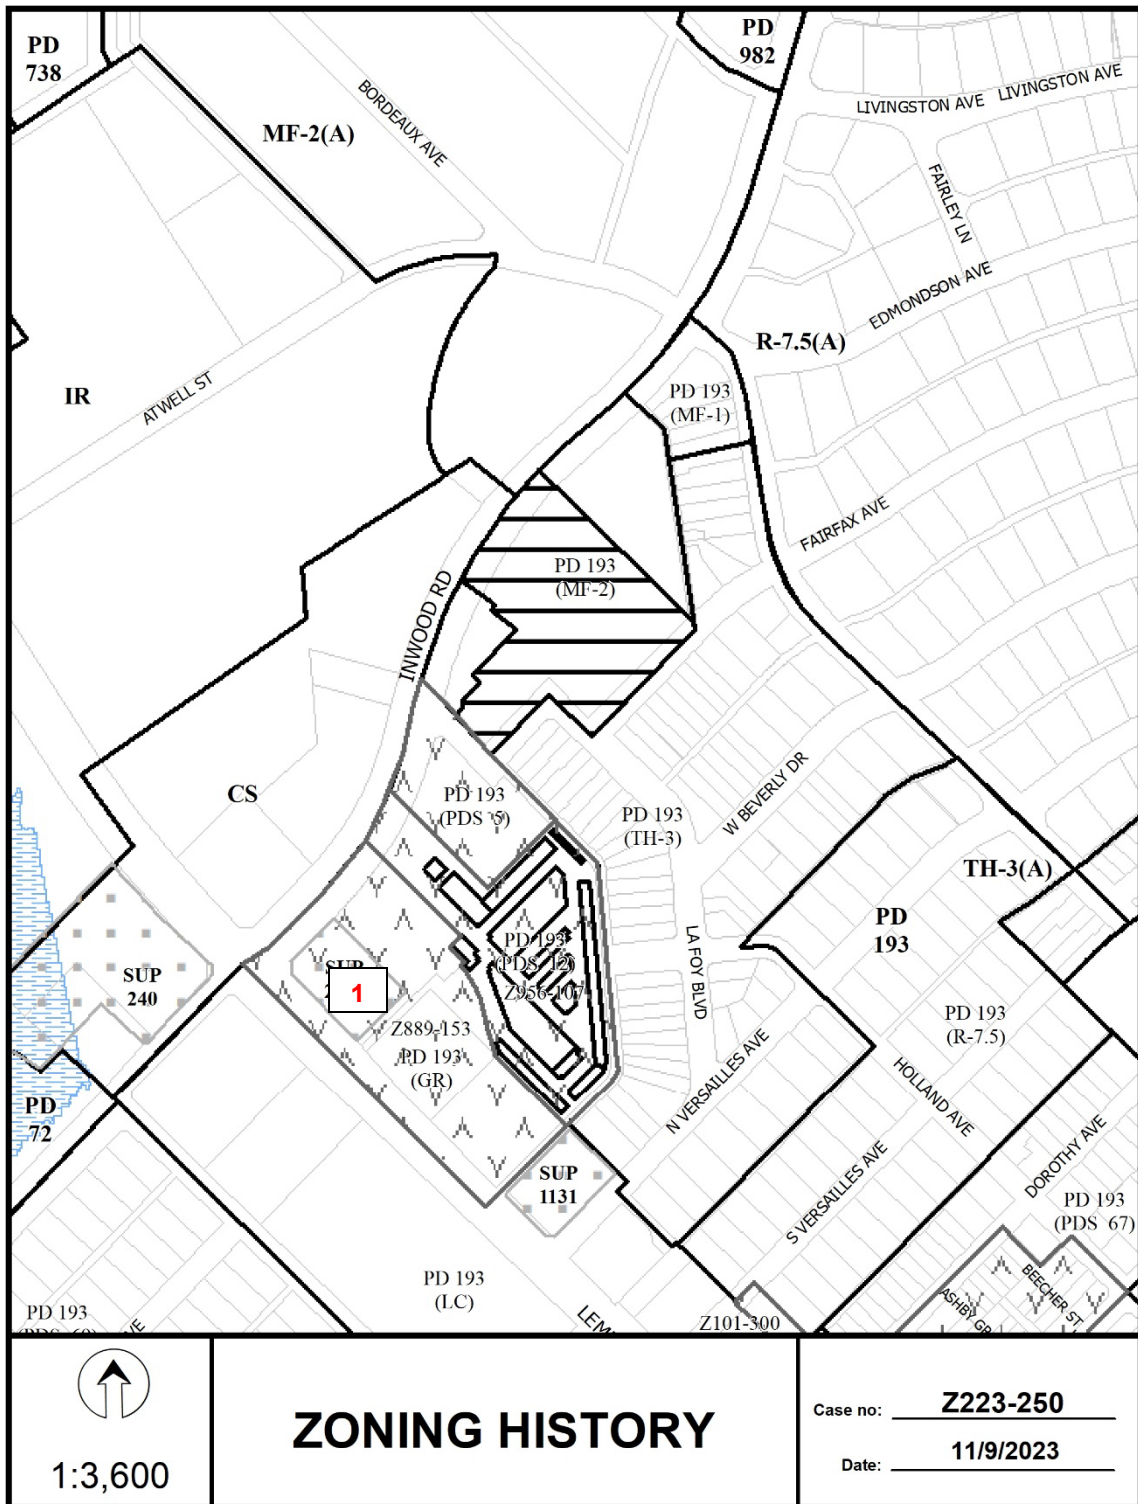 PD
738
PD
982
LIVINGSTON AVE
LIVINGSTON AVE
BORDEAUX AVE
MF-2(A)
FAIRLEY LN
EDMONDSON AVE
R-7.5(A)
IR
ATWELL ST
PD 193
(MF-1)
FAIRFAX AVE
PD 193
(MF-2)
INWOOD RD
CS
PD 193
(PDS 5)
PD 193
(TH-3)
W BEVERLY DR
TH-3(A)
PD
193
SUP
240
SUP
1
PD 193
(PDS 12)
Z956-107
LA FOY BLVD
Z889-153
PD 193
(GR)
PD 193
(R-7.5)
N VERSAILLES AVE
HOLLAND AVE
PD
72
DOROTHY AVE
SUP
1131
S VERSAILLES AVE
PD 193
(PDS 67)
PD 193
(LC)
BEECHER ST
ASHBY GR
PD 193
AVE
LEM
Z101-300
1:3,600
ZONING HISTORY
Case no: Z223-250
Date: 11/9/2023